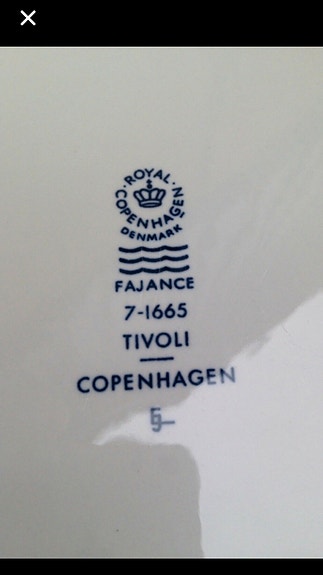 ROYAL
COPENHAGEN
DENMARK
FAJANCE
7-1665
TIVOLI
COPENHAGEN